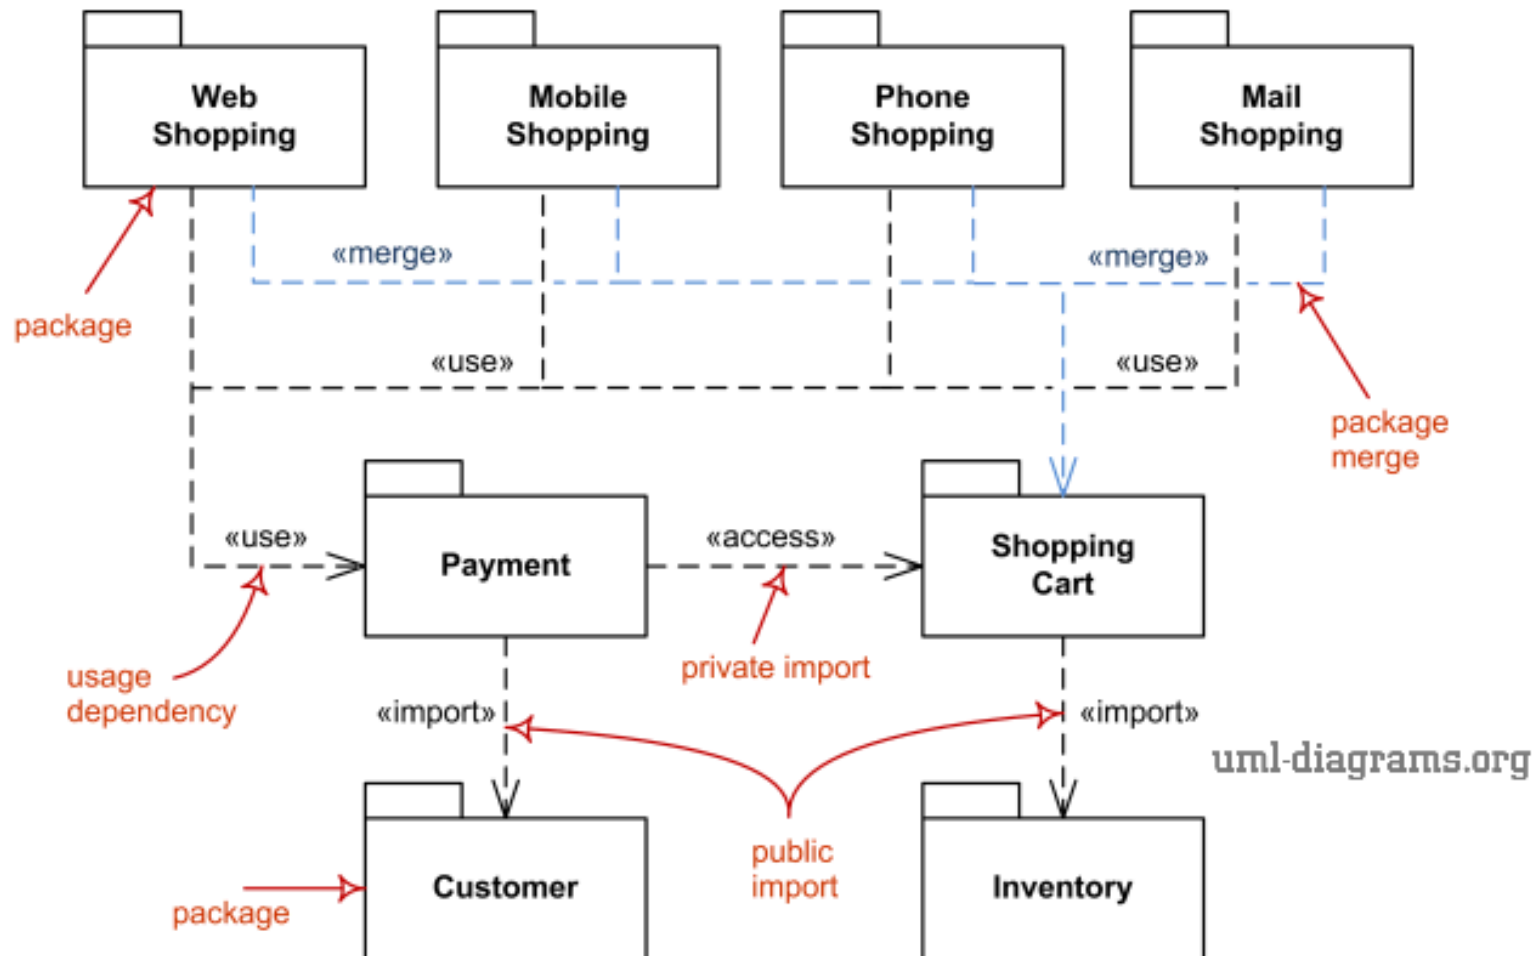 Web
Shopping
Mobile
Shopping
Phone
Shopping
Mail
Shopping
«merge»
«merge»
package
«use»
«use»
package
merge
«use»
Payment
«access»
Shopping
Cart
usage
dependency
private import
«import»
«import»
uml-diagrams.org
public
import
package
Customer
Inventory